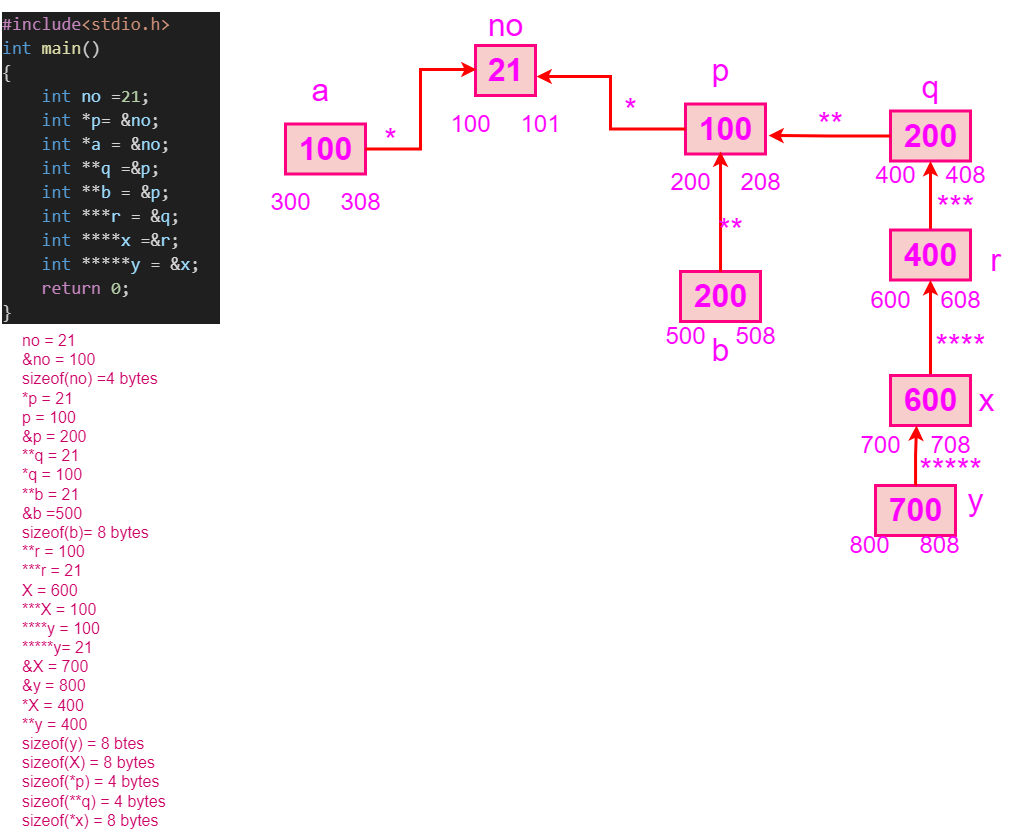 #include<stdio.h>
int main()
{
    int no =21;
    int *p= &no;
    int *a = &no;
    int **q =&p;
    int **b = &p;
    int ***r = &q;
    int ****x =&r;
    int *****y = &x;
    return 0;
}
no = 21
&no = 100
sizeof(no) =4 bytes
*p = 21
p = 100
&p = 200
**q = 21
*q = 100
**b = 21
&b =500
sizeof(b)= 8 bytes
**r = 100
***r = 21
X = 600
***X = 100
****y = 100
*****y= 21
&X = 700
&y = 800
*X = 400
**y = 400
sizeof(y) = 8 btes
sizeof(X) = 8 bytes
sizeof(*p) = 4 bytes
sizeof(**q) = 4 bytes
sizeof(*x) = 8 bytes
no
21
100 101
a
100
*
300 308
p
100
*
200 208
q
200
**
400 408
**
200
500 508
b
***
400
r
600 608
****
600
x
700 708
*****
700
y
800 808